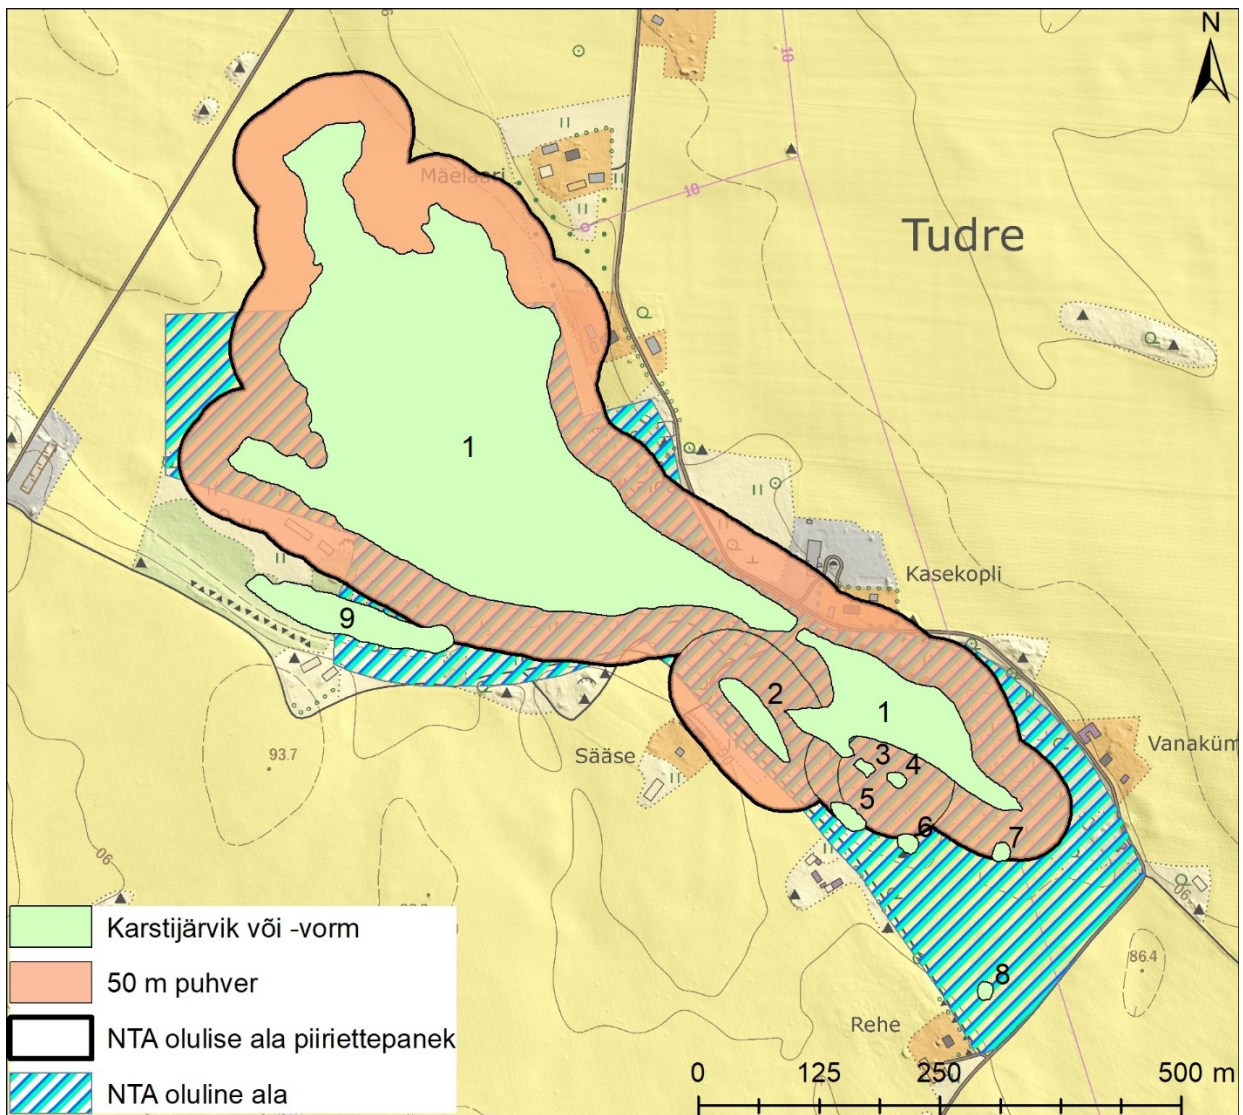 N
10
Mäelaari
10
Tudre
1
Kasekopli
9
2
1
Sääse
3
4
Vanaküm
93.7
5
6
7
90
90
86.4
8
Rehe
Karstijärvik või -vorm
50 m puhver
NTA olulise ala piiriettepanek
NTA oluline ala
0 125 250 500 m